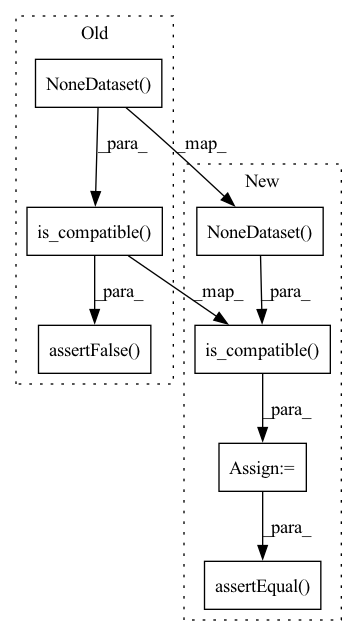 Old
NoneDataset()
_para_
_map_
New
is_compatible()
NoneDataset()
_para_
_map_
_para_
assertFalse()
is_compatible()
_para_
Assign:=
_para_
assertEqual()